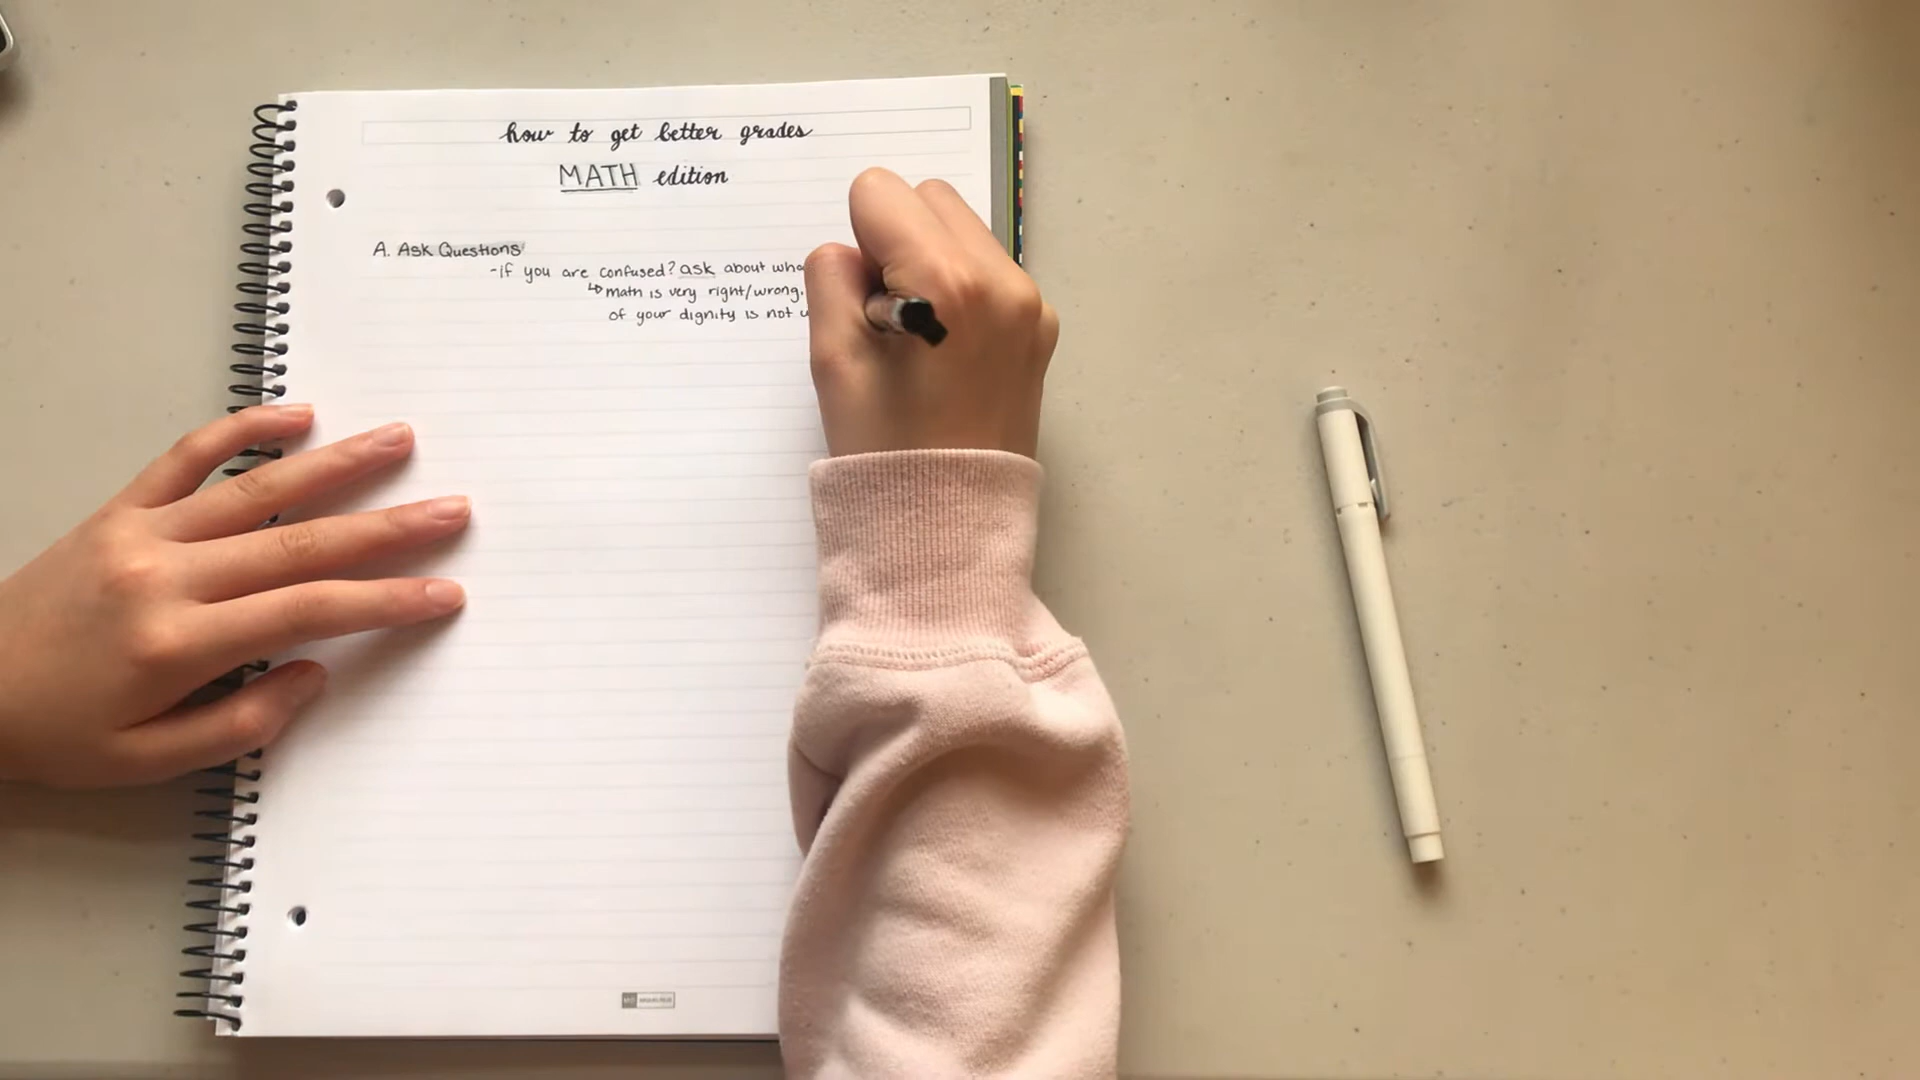 how to get better grades
MATH edition
A. Ask Questions
-if you are confused? ask about
↳ math is very right/wrong.
of your dignity is not